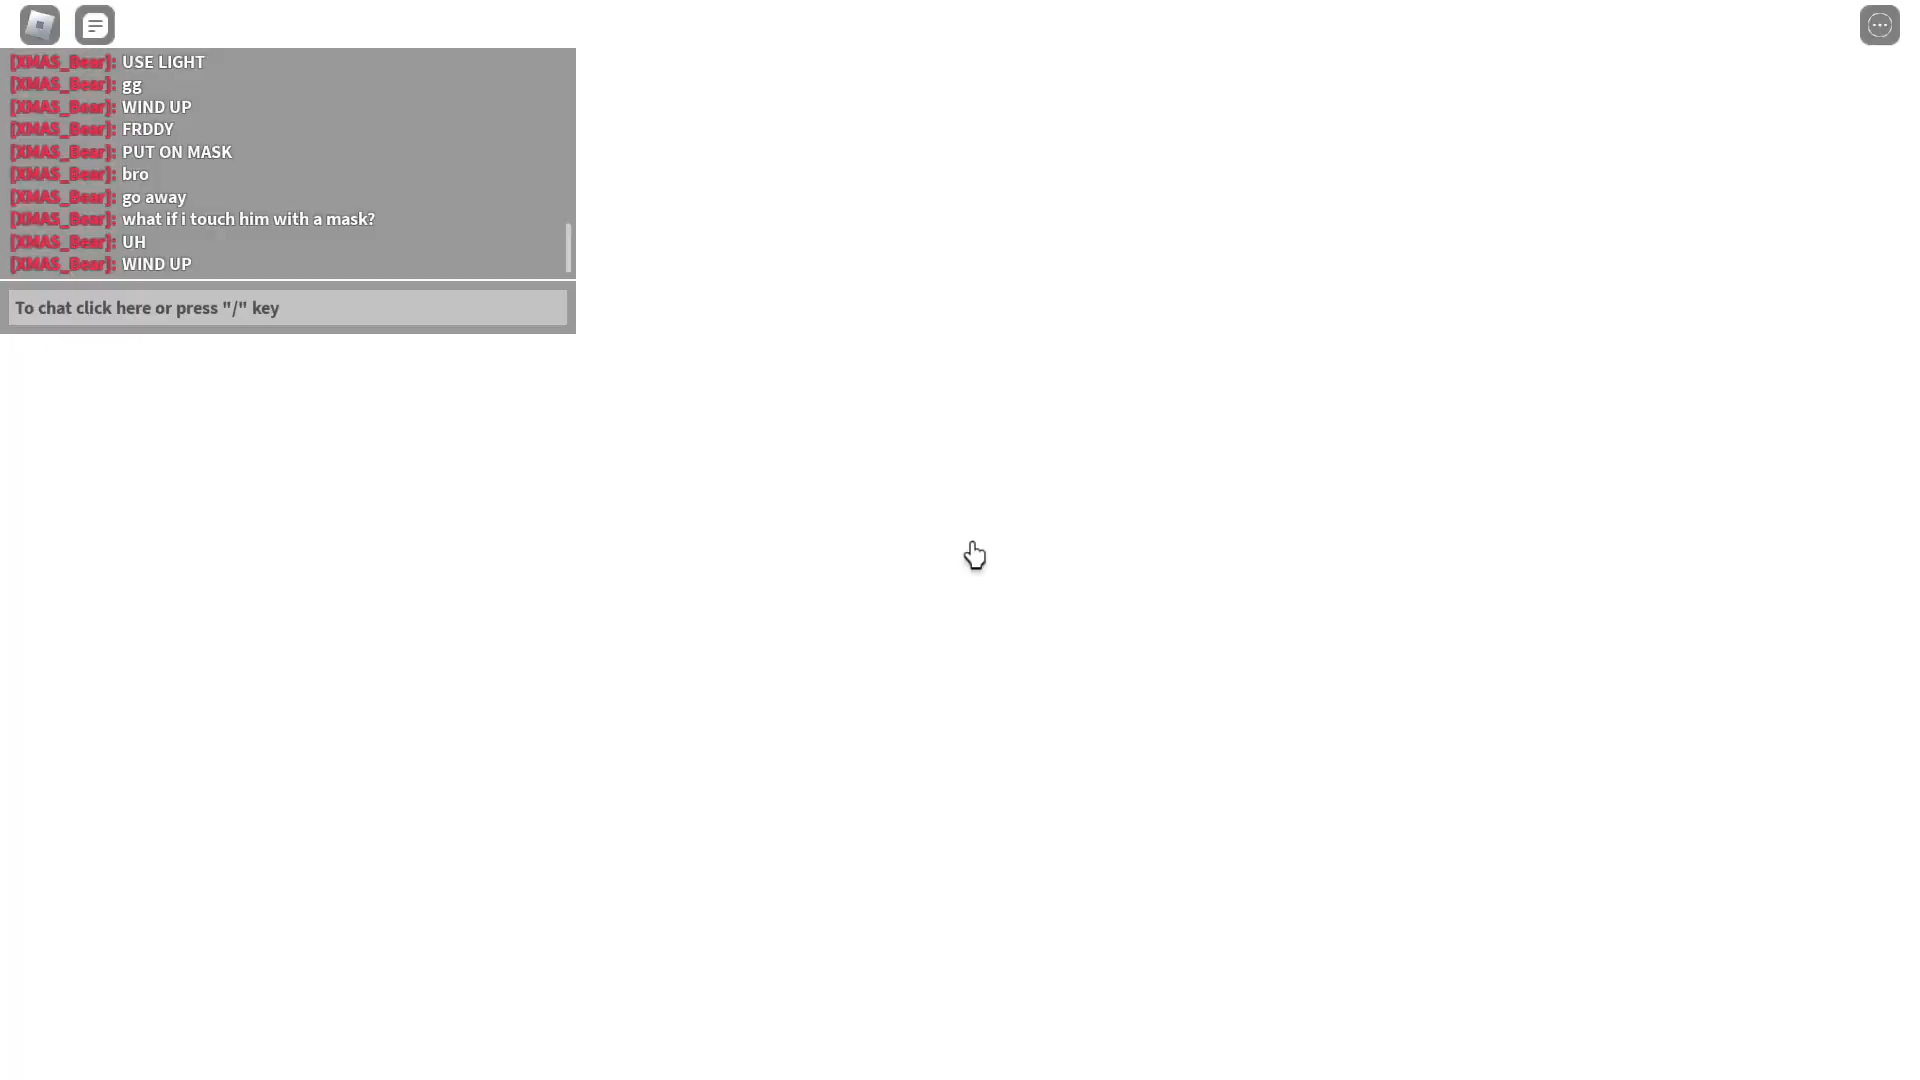 [XMAS_Bear]: USE LIGHT
[XMAS_Bear]: gg
[XMAS_Bear]: WIND UP
[XMAS_Bear]: FRDDY
[XMAS_Bear]: PUT ON MASK
[XMAS_Bear]: bro
[XMAS_Bear]: go away
[XMAS_Bear]: what if i touch him with a mask?
[XMAS_Bear]: UH
[XMAS_Bear]: WIND UP
To chat click here or press "/" key